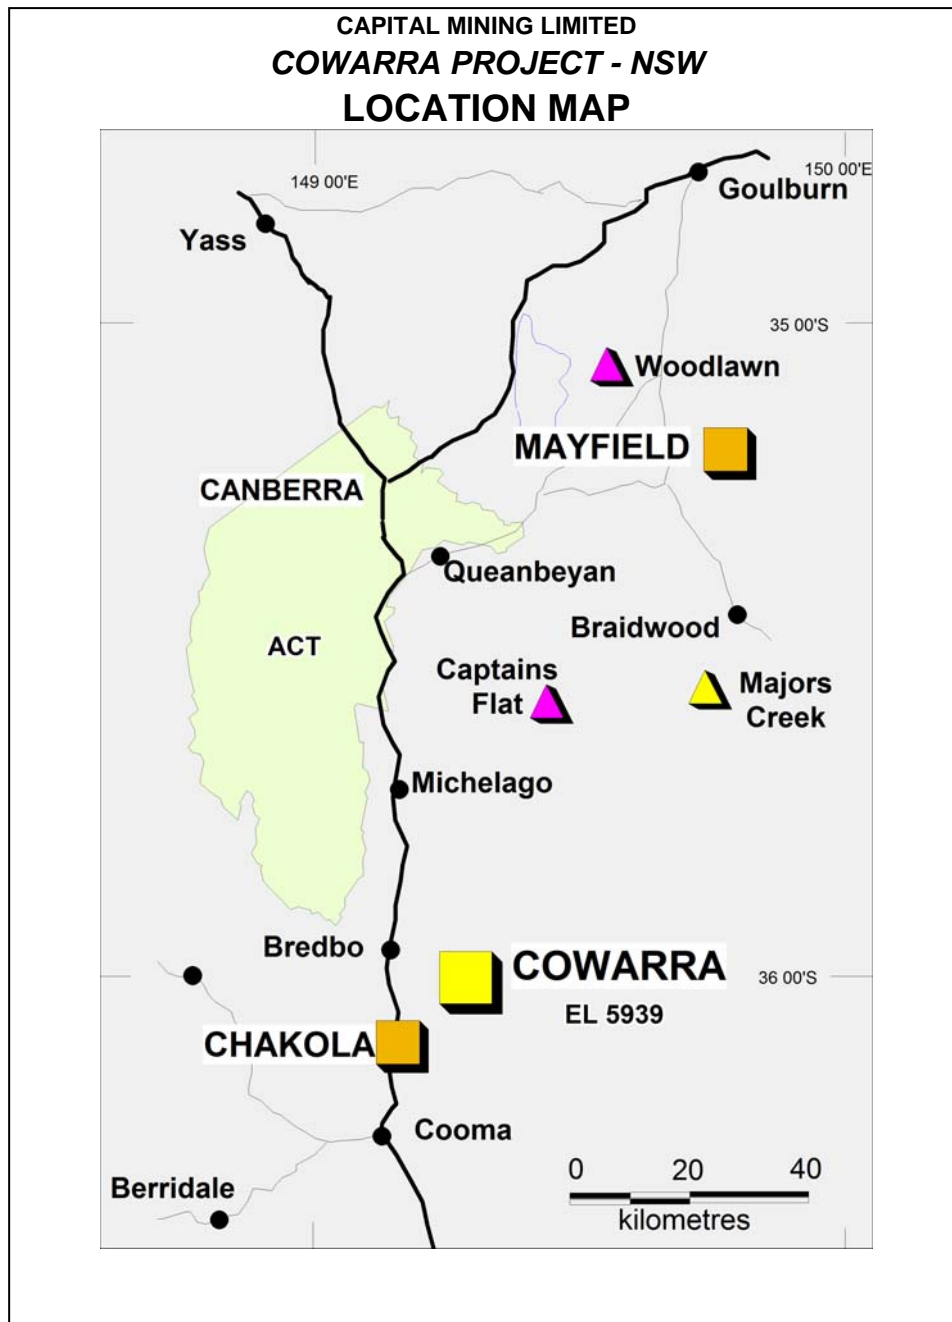 CAPITAL MINING LIMITED
COWARRA PROJECT - NSW
LOCATION MAP
149 00'E
150 00'E
Goulburn
Yass
35 00'S
Woodlawn
MAYFIELD
CANBERRA
Queanbeyan
Braidwood
ACT
Captains
Flat
Majors
Creek
Michelago
Bredbo
COWARRA
36 00'S
EL 5939
CHAKOLA
Cooma
0 20 40
Berridale
kilometres